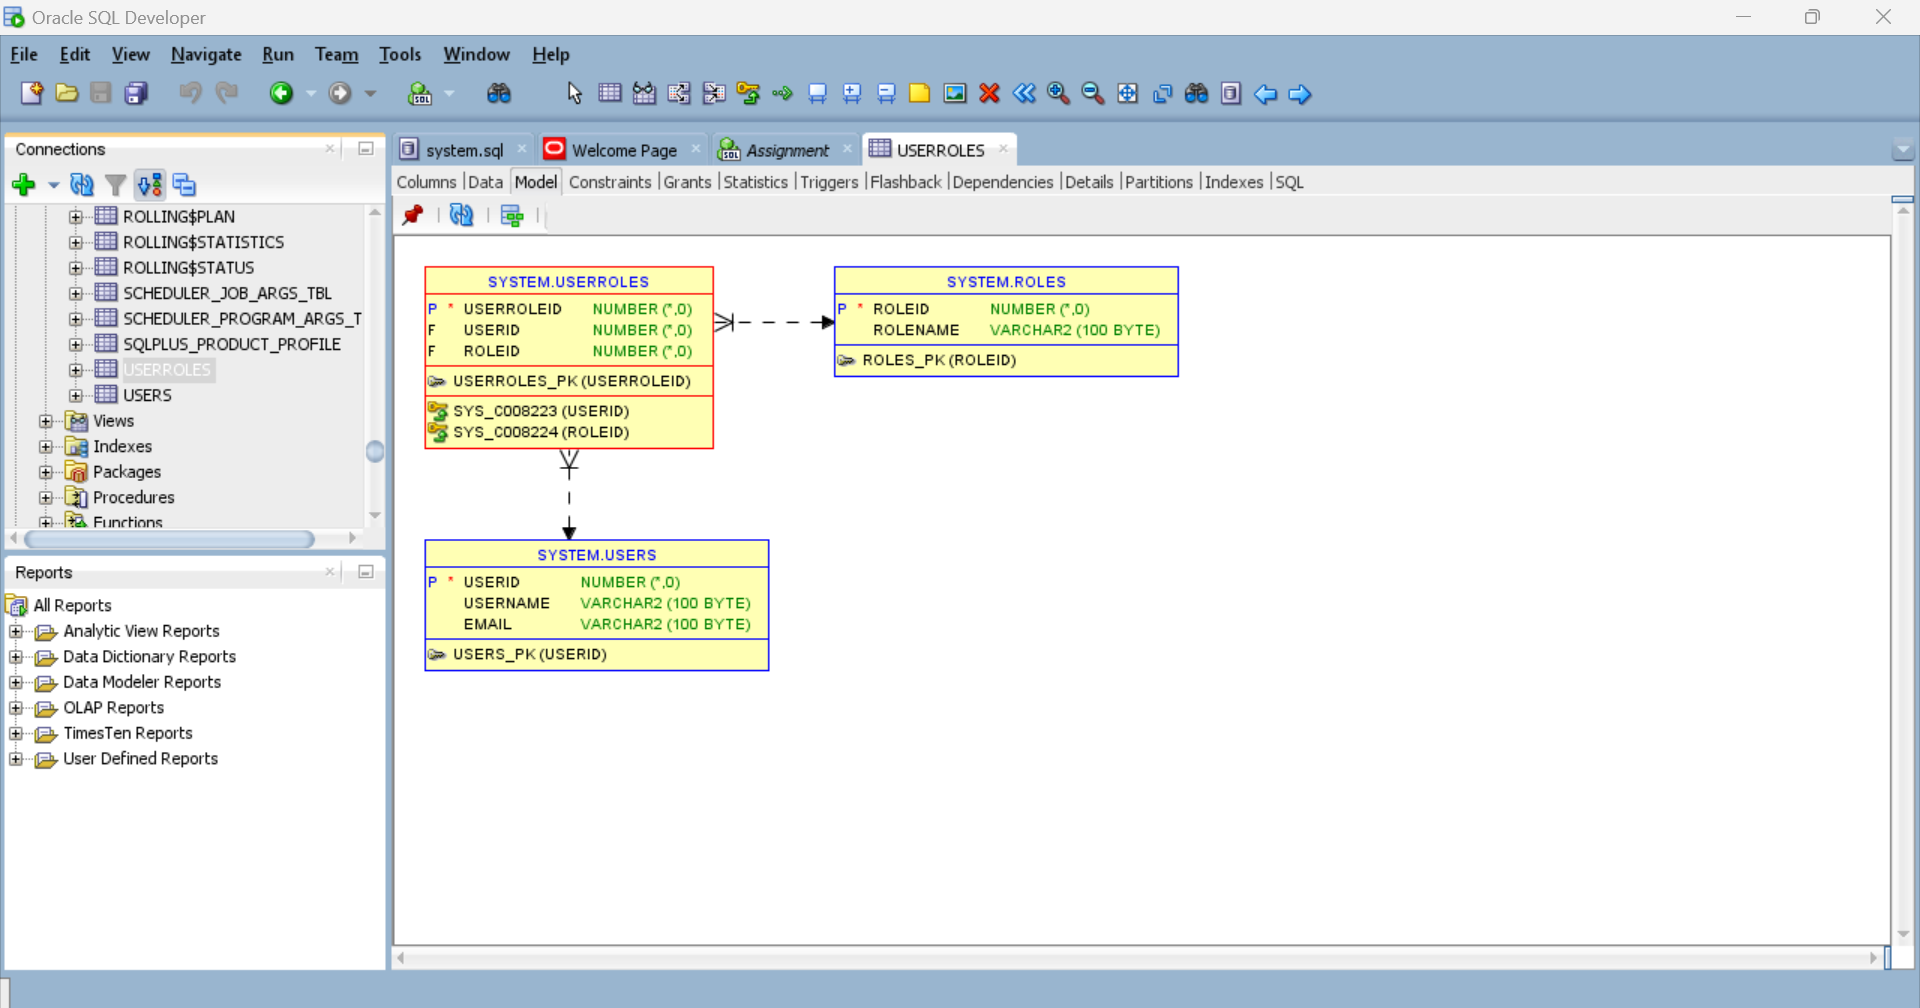 Oracle SQL Developer
File Edit View Navigate Run Team Tools Window Help
SQL
Connections
system.sql Welcome Page SQL Assignment USERROLES
Columns Data Model Constraints Grants Statistics Triggers Flashback Dependencies Details Partitions Indexes SQL
ROLLING$PLAN
ROLLING$STATISTICS
ROLLING$STATUS
SCHEDULER_JOB_ARGS_TBL
SCHEDULER_PROGRAM_ARGS_T
SQLPLUS_PRODUCT_PROFILE
USERROLES
USERS
Views
Indexes
Packages
Procedures
Functions
Reports
All Reports
Analytic View Reports
Data Dictionary Reports
Data Modeler Reports
OLAP Reports
TimesTen Reports
User Defined Reports
SYSTEM.USERROLES
P * USERROLEID NUMBER (*,0)
F USERID NUMBER (*,0)
F ROLEID NUMBER (*,0)
USERROLES_PK (USERROLEID)
SYS_C008223 (USERID)
SYS_C008224 (ROLEID)
SYSTEM.ROLES
P * ROLEID NUMBER (*,0)
ROLENAME VARCHAR2 (100 BYTE)
ROLES_PK (ROLEID)
SYSTEM.USERS
P * USERID NUMBER (*,0)
USERNAME VARCHAR2 (100 BYTE)
EMAIL VARCHAR2 (100 BYTE)
USERS_PK (USERID)